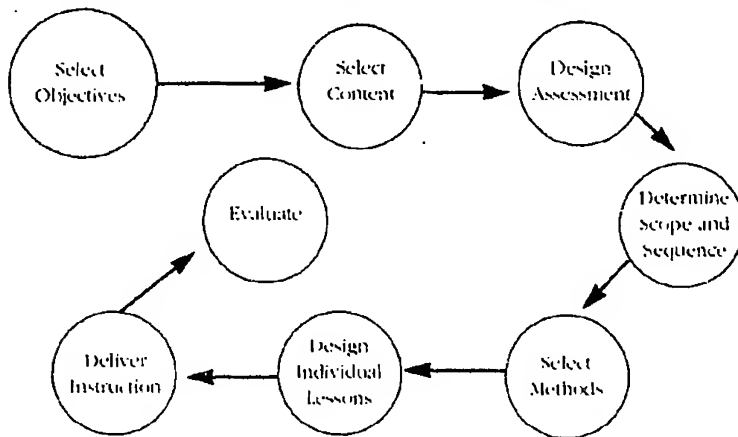 Select
Objectives
Select
Content
Design
Assessment
Determine
Scope and
Sequence
Select
Methods
Design
Individual
Lessons
Deliver
Instruction
Evaluate